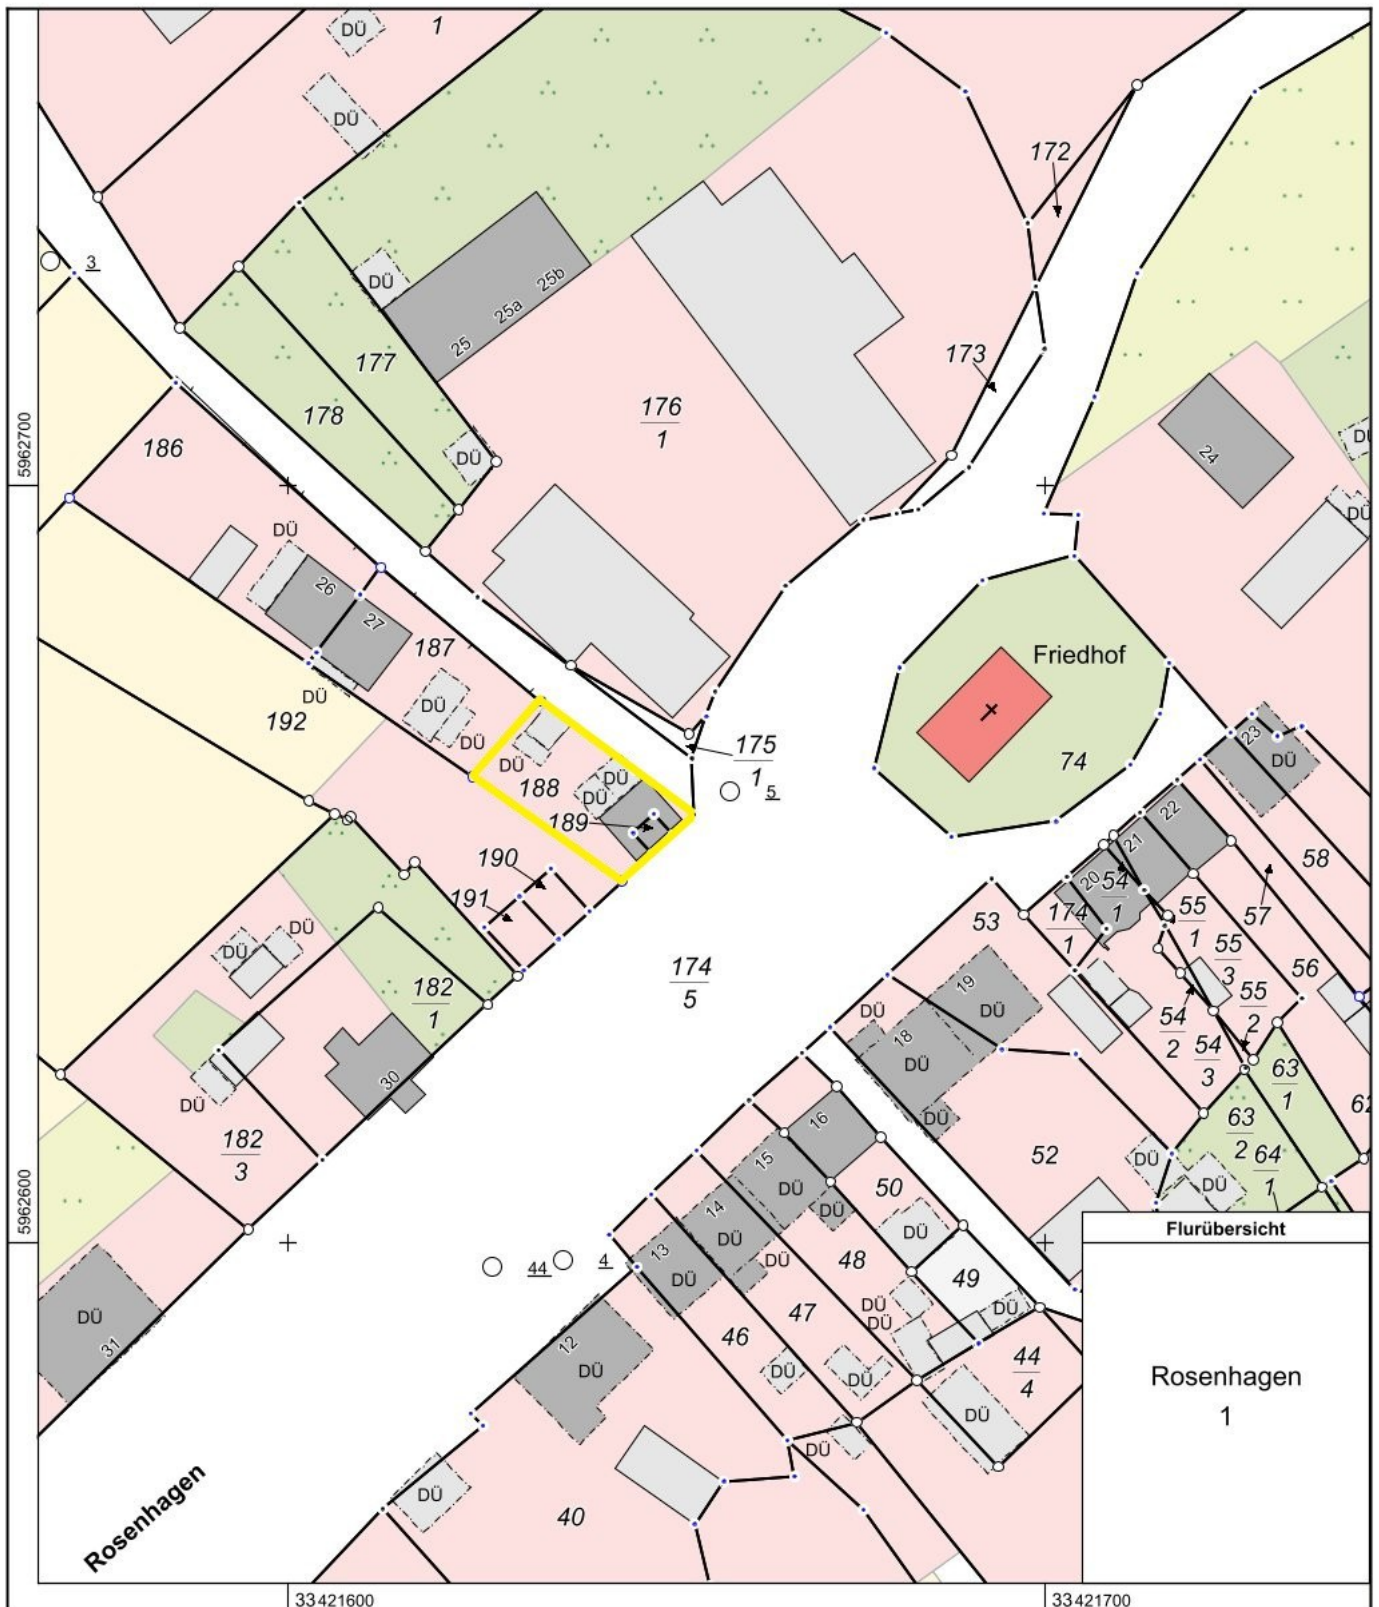 DÜ
1
DÜ
172
3
DÜ
25b
25a
25
177
173
178
176
1
186
5962700
DÜ
DÜ
24
DÜ
DÜ
26
27
187
Friedhof
DÜ
192
DÜ
DÜ
DÜ
188
DÜ
DÜ
189
175
1
5
74
23
DÜ
22
21
20
54
1
58
57
190
191
53
174
1
55
1
55
3
55
2
56
DÜ
DÜ
182
1
174
5
DÜ
19
DÜ
18
DÜ
54
2
54
3
63
1
30
DÜ
182
3
DÜ
16
52
63
2
64
1
62
DÜ
DÜ
15
DÜ
DÜ
50
DÜ
14
DÜ
DÜ
13
DÜ
48
49
DÜ
5962600
44
4
Flurübersicht
DÜ
31
12
DÜ
46
47
DÜ
DÜ
DÜ
DÜ
44
4
DÜ
Rosenhagen
1
DÜ
DÜ
40
Rosenhagen
33421600
33421700